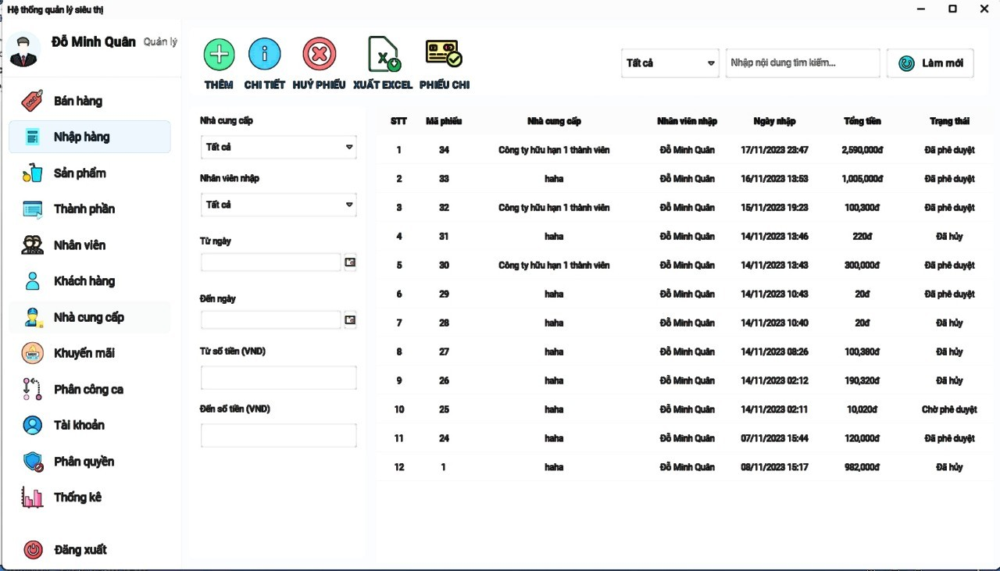 Hệ thống quản lý siêu thị
Đỗ Minh Quân Quản lý
Bán hàng
Nhập hàng
Sản phẩm
Thành phần
Nhân viên
Khách hàng
Nhà cung cấp
Khuyến mãi
Phân công ca
Tài khoản
Phân quyền
Thống kê
Đăng xuất
THÊM CHI TIẾT HUỶ PHIẾU XUẤT EXCEL PHIẾU CHI
Tất cả Nhập nội dung tìm kiếm... Làm mới
Nhà cung cấp
Tất cả
Nhân viên nhập
Tất cả
Từ ngày
Đến ngày
Từ số tiền (VND)
Đến số tiền (VND)
STT Mã phiếu Nhà cung cấp Nhân viên nhập Ngày nhập Tổng tiền Trạng thái
1 34 Công ty hữu hạn 1 thành viên Đỗ Minh Quân 17/11/2023 23:47 2,590,000đ Đã phê duyệt
2 33 haha Đỗ Minh Quân 16/11/2023 13:53 1,005,000đ Đã phê duyệt
3 32 Công ty hữu hạn 1 thành viên Đỗ Minh Quân 15/11/2023 19:23 100,300đ Đã phê duyệt
4 31 haha Đỗ Minh Quân 14/11/2023 13:46 220đ Đã hủy
5 30 Công ty hữu hạn 1 thành viên Đỗ Minh Quân 14/11/2023 13:43 300,000đ Đã phê duyệt
6 29 haha Đỗ Minh Quân 14/11/2023 10:43 20đ Đã phê duyệt
7 28 haha Đỗ Minh Quân 14/11/2023 10:40 20đ Đã hủy
8 27 haha Đỗ Minh Quân 14/11/2023 08:26 100,380đ Đã hủy
9 26 haha Đỗ Minh Quân 14/11/2023 02:12 190,320đ Đã hủy
10 25 haha Đỗ Minh Quân 14/11/2023 02:11 10,020đ Chờ phê duyệt
11 24 haha Đỗ Minh Quân 07/11/2023 15:44 120,000đ Đã phê duyệt
12 1 haha Đỗ Minh Quân 08/11/2023 15:17 982,000đ Đã hủy